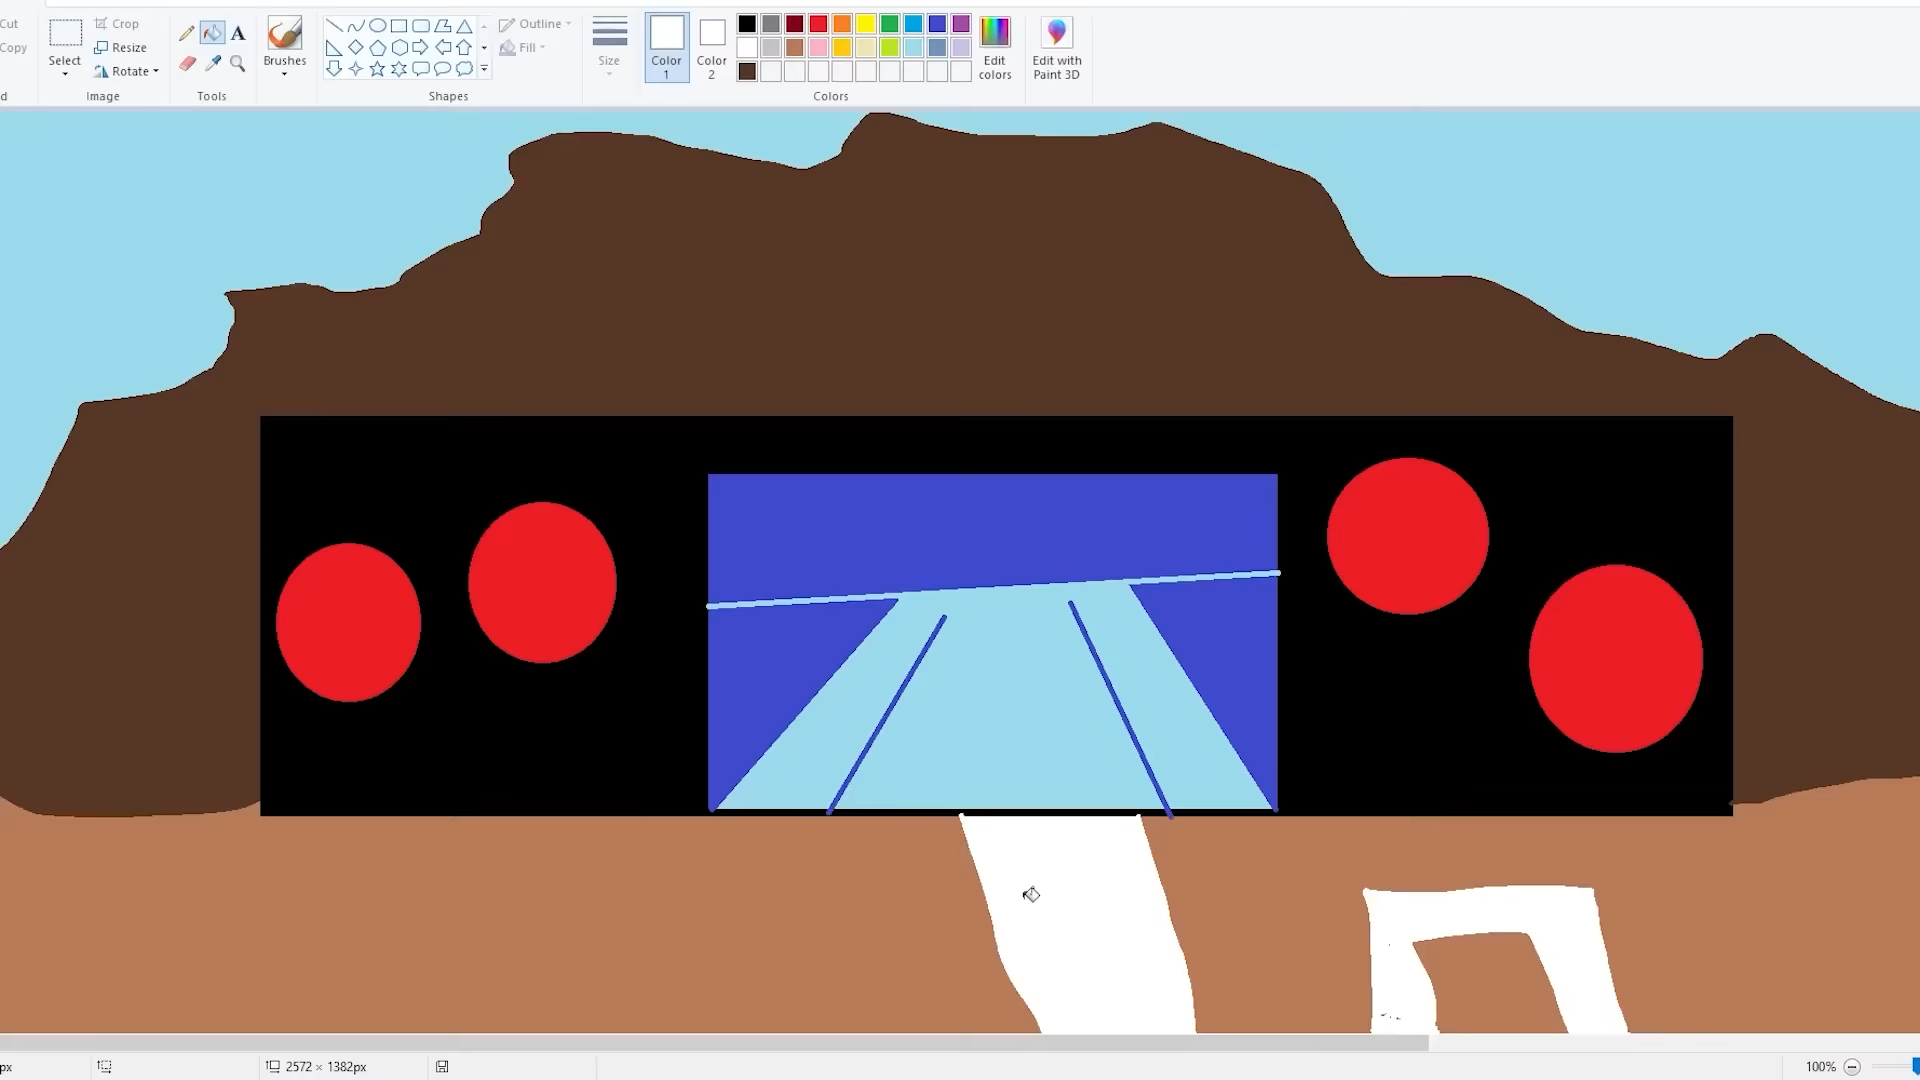 Cut
Copy
Crop
Resize
Rotate
Select
Image
A
Tools
Brushes
Outline
Fill
Shapes
Size
Color
1
Color
2
Edit
colors
Colors
Edit with
Paint 3D
d
px
2572 × 1382px
100%